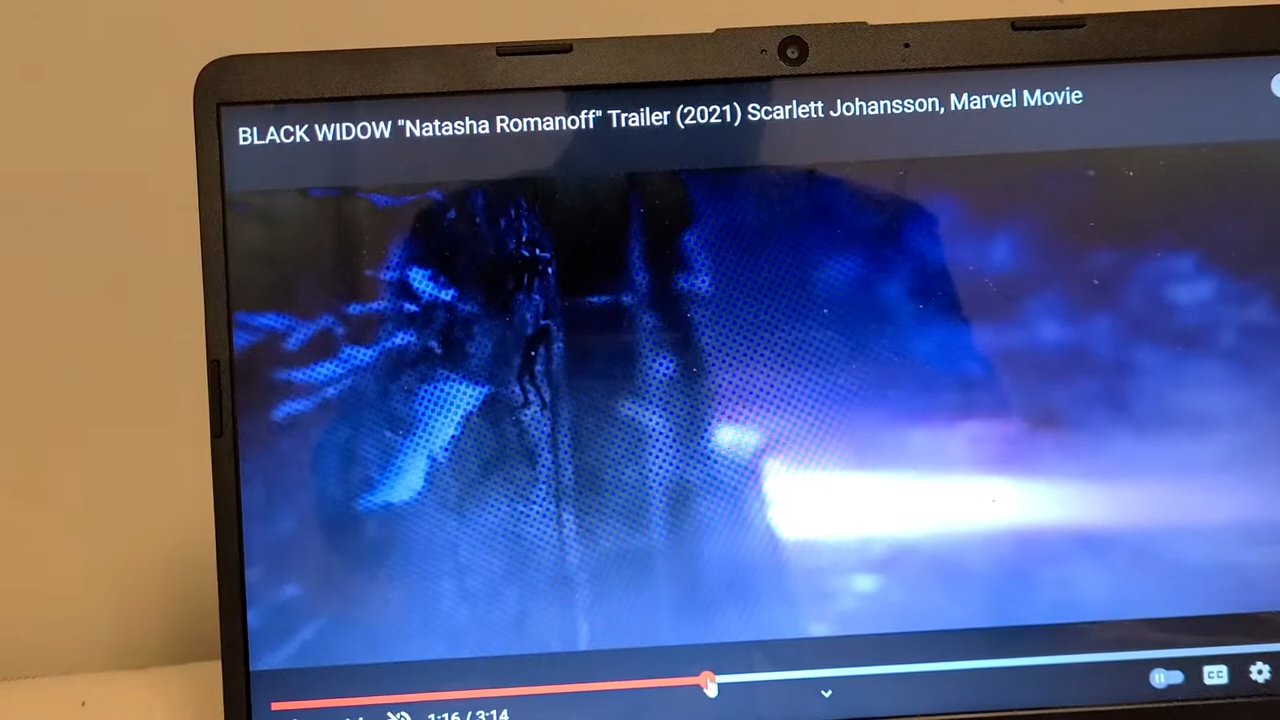 BLACK WIDOW "Natasha Romanoff" Trailer (2021) Scarlett Johansson, Marvel Movie
CC
1:16 / 3:14